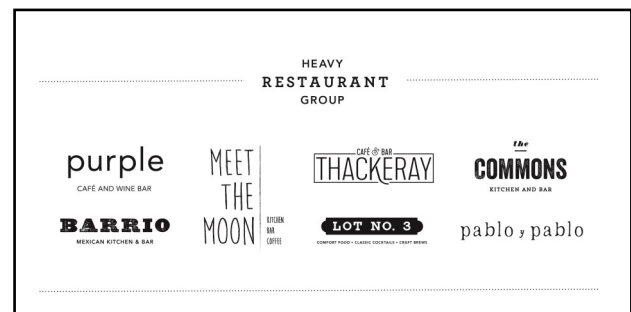 HEAVY
RESTAURANT
GROUP
purple
CAFÉ AND WINE BAR
MEET
THE
MOON
KITCHEN
BAR
COFFEE
CAFÉ & BAR
THACKERAY
the
COMMONS
KITCHEN AND BAR
BARRIO
MEXICAN KITCHEN & BAR
LOT NO. 3
COMFORT FOOD • CLASSIC COCKTAILS • CRAFT BREWS
pablo y pablo